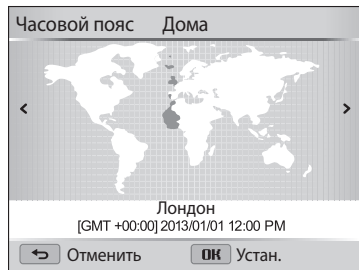 Часовой пояс Дома
Лондон
[GMT +00:00] 2013/01/01 12:00 PM
Отменить OK Устан.